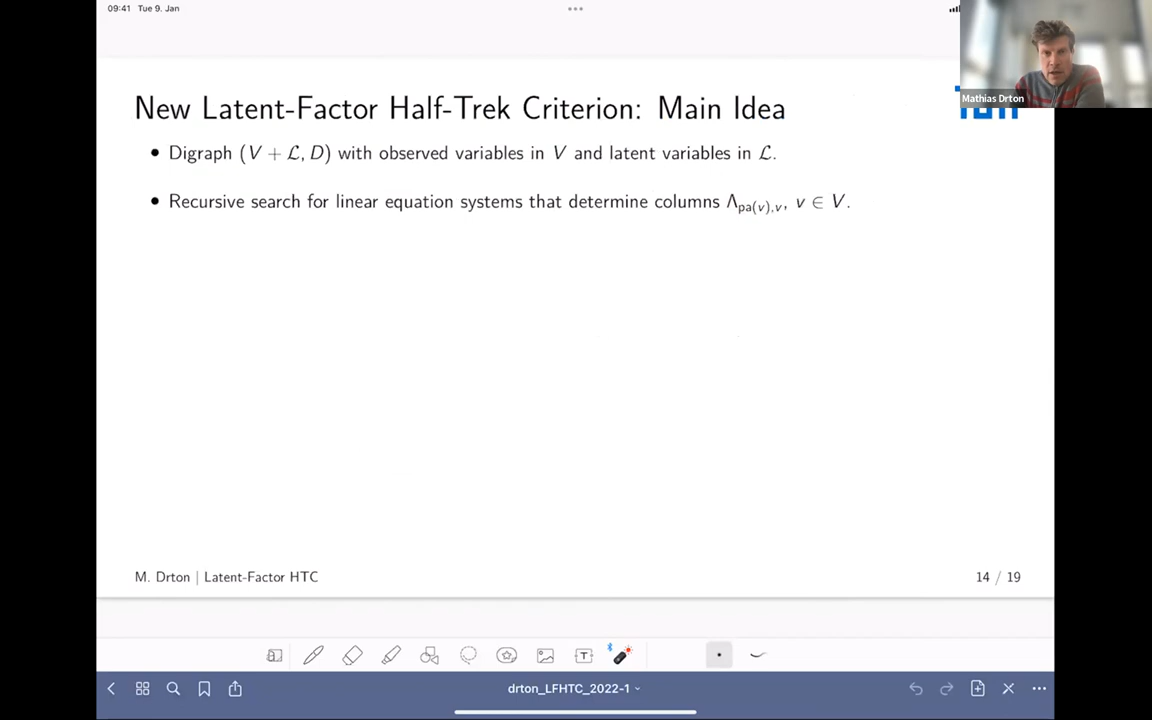 09:41 Tue 9. Jan
Mathias Drton
New Latent-Factor Half-Trek Criterion: Main Idea
• Digraph (V + ℒ, D) with observed variables in V and latent variables in ℒ.
• Recursive search for linear equation systems that determine columns Λpa(v),v, v ∈ V.
M. Drton | Latent-Factor HTC
14 / 19
drton_LFHTC_2022-1